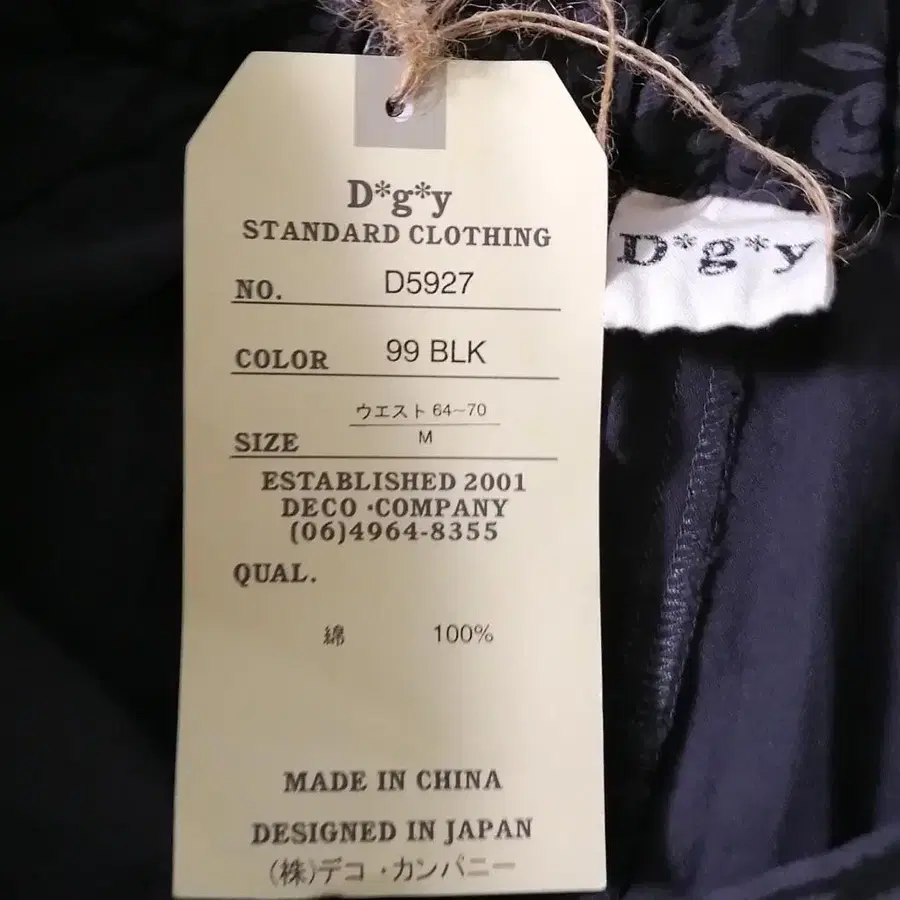 D*g*y
STANDARD CLOTHING
NO. D5927
COLOR 99 BLK
ウエスト 64~70
SIZE M
ESTABLISHED 2001
DECO・COMPANY
(06)4964-8355
QUAL.
綿 100%
MADE IN CHINA
DESIGNED IN JAPAN
(株)デコ・カンパニー
D*g*y